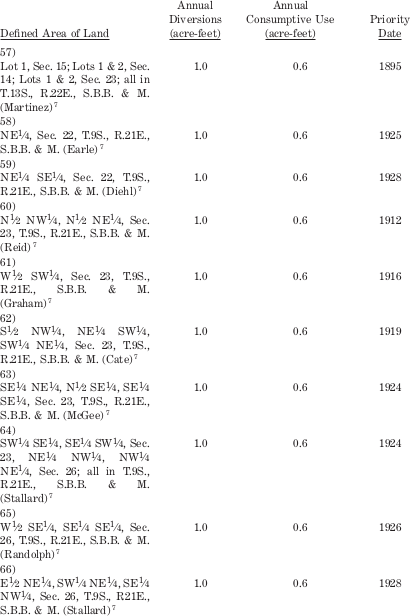 Annual Annual
Diversions Consumptive Use Priority
Defined Area of Land (acre-feet) (acre-feet) Date
57)
Lot 1, Sec. 15; Lots 1 & 2, Sec. 1.0 0.6 1895
14; Lots 1 & 2, Sec. 23; all in
T.13S., R.22E., S.B.B. & M.
(Martinez) 7
58)
NE¼, Sec. 22, T.9S., R.21E., 1.0 0.6 1925
S.B.B. & M. (Earle) 7
59)
NE¼ SE¼, Sec. 22, T.9S., 1.0 0.6 1928
R.21E., S.B.B. & M. (Diehl) 7
60)
N½ NW¼, N½ NE¼, Sec. 1.0 0.6 1912
23, T.9S., R.21E., S.B.B. & M.
(Reid) 7
61)
W½ SW¼, Sec. 23, T.9S., 1.0 0.6 1916
R.21E., S.B.B. & M.
(Graham) 7
62)
S½ NW¼, NE¼ SW¼, 1.0 0.6 1919
SW¼ NE¼, Sec. 23, T.9S.,
R.21E., S.B.B. & M. (Cate) 7
63)
SE¼ NE¼, N½ SE¼, SE¼ 1.0 0.6 1924
SE¼, Sec. 23, T.9S., R.21E.,
S.B.B. & M. (McGee) 7
64)
SW¼ SE¼, SE¼ SW¼, Sec. 1.0 0.6 1924
23, NE¼ NW¼, NW¼
NE¼, Sec. 26; all in T.9S.,
R.21E., S.B.B. & M.
(Stallard) 7
65)
W½ SE¼, SE¼ SE¼, Sec. 1.0 0.6 1926
26, T.9S., R.21E., S.B.B. & M.
(Randolph) 7
66)
E½ NE¼, SW¼ NE¼, SE¼ 1.0 0.6 1928
NW¼, Sec. 26, T.9S., R21E.,
S.B.B. & M. (Stallard) 7